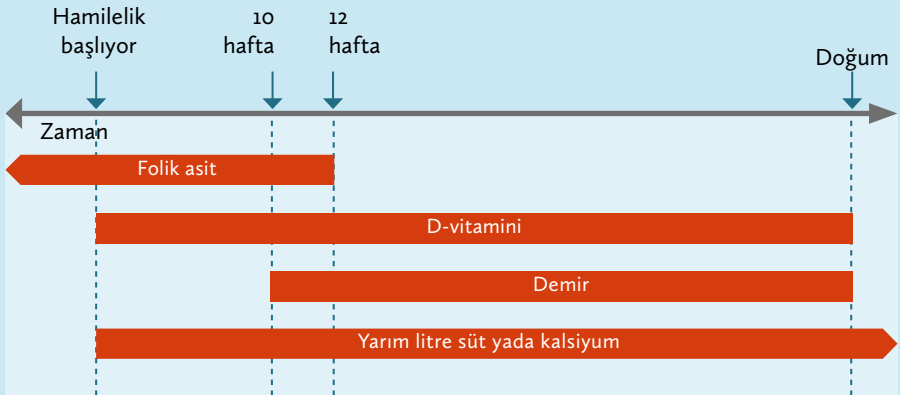 Hamilelik
başlıyor
10
hafta
12
hafta
Doğum
Zaman
Folik asit
D-vitamini
Demir
Yarım litre süt yada kalsiyum